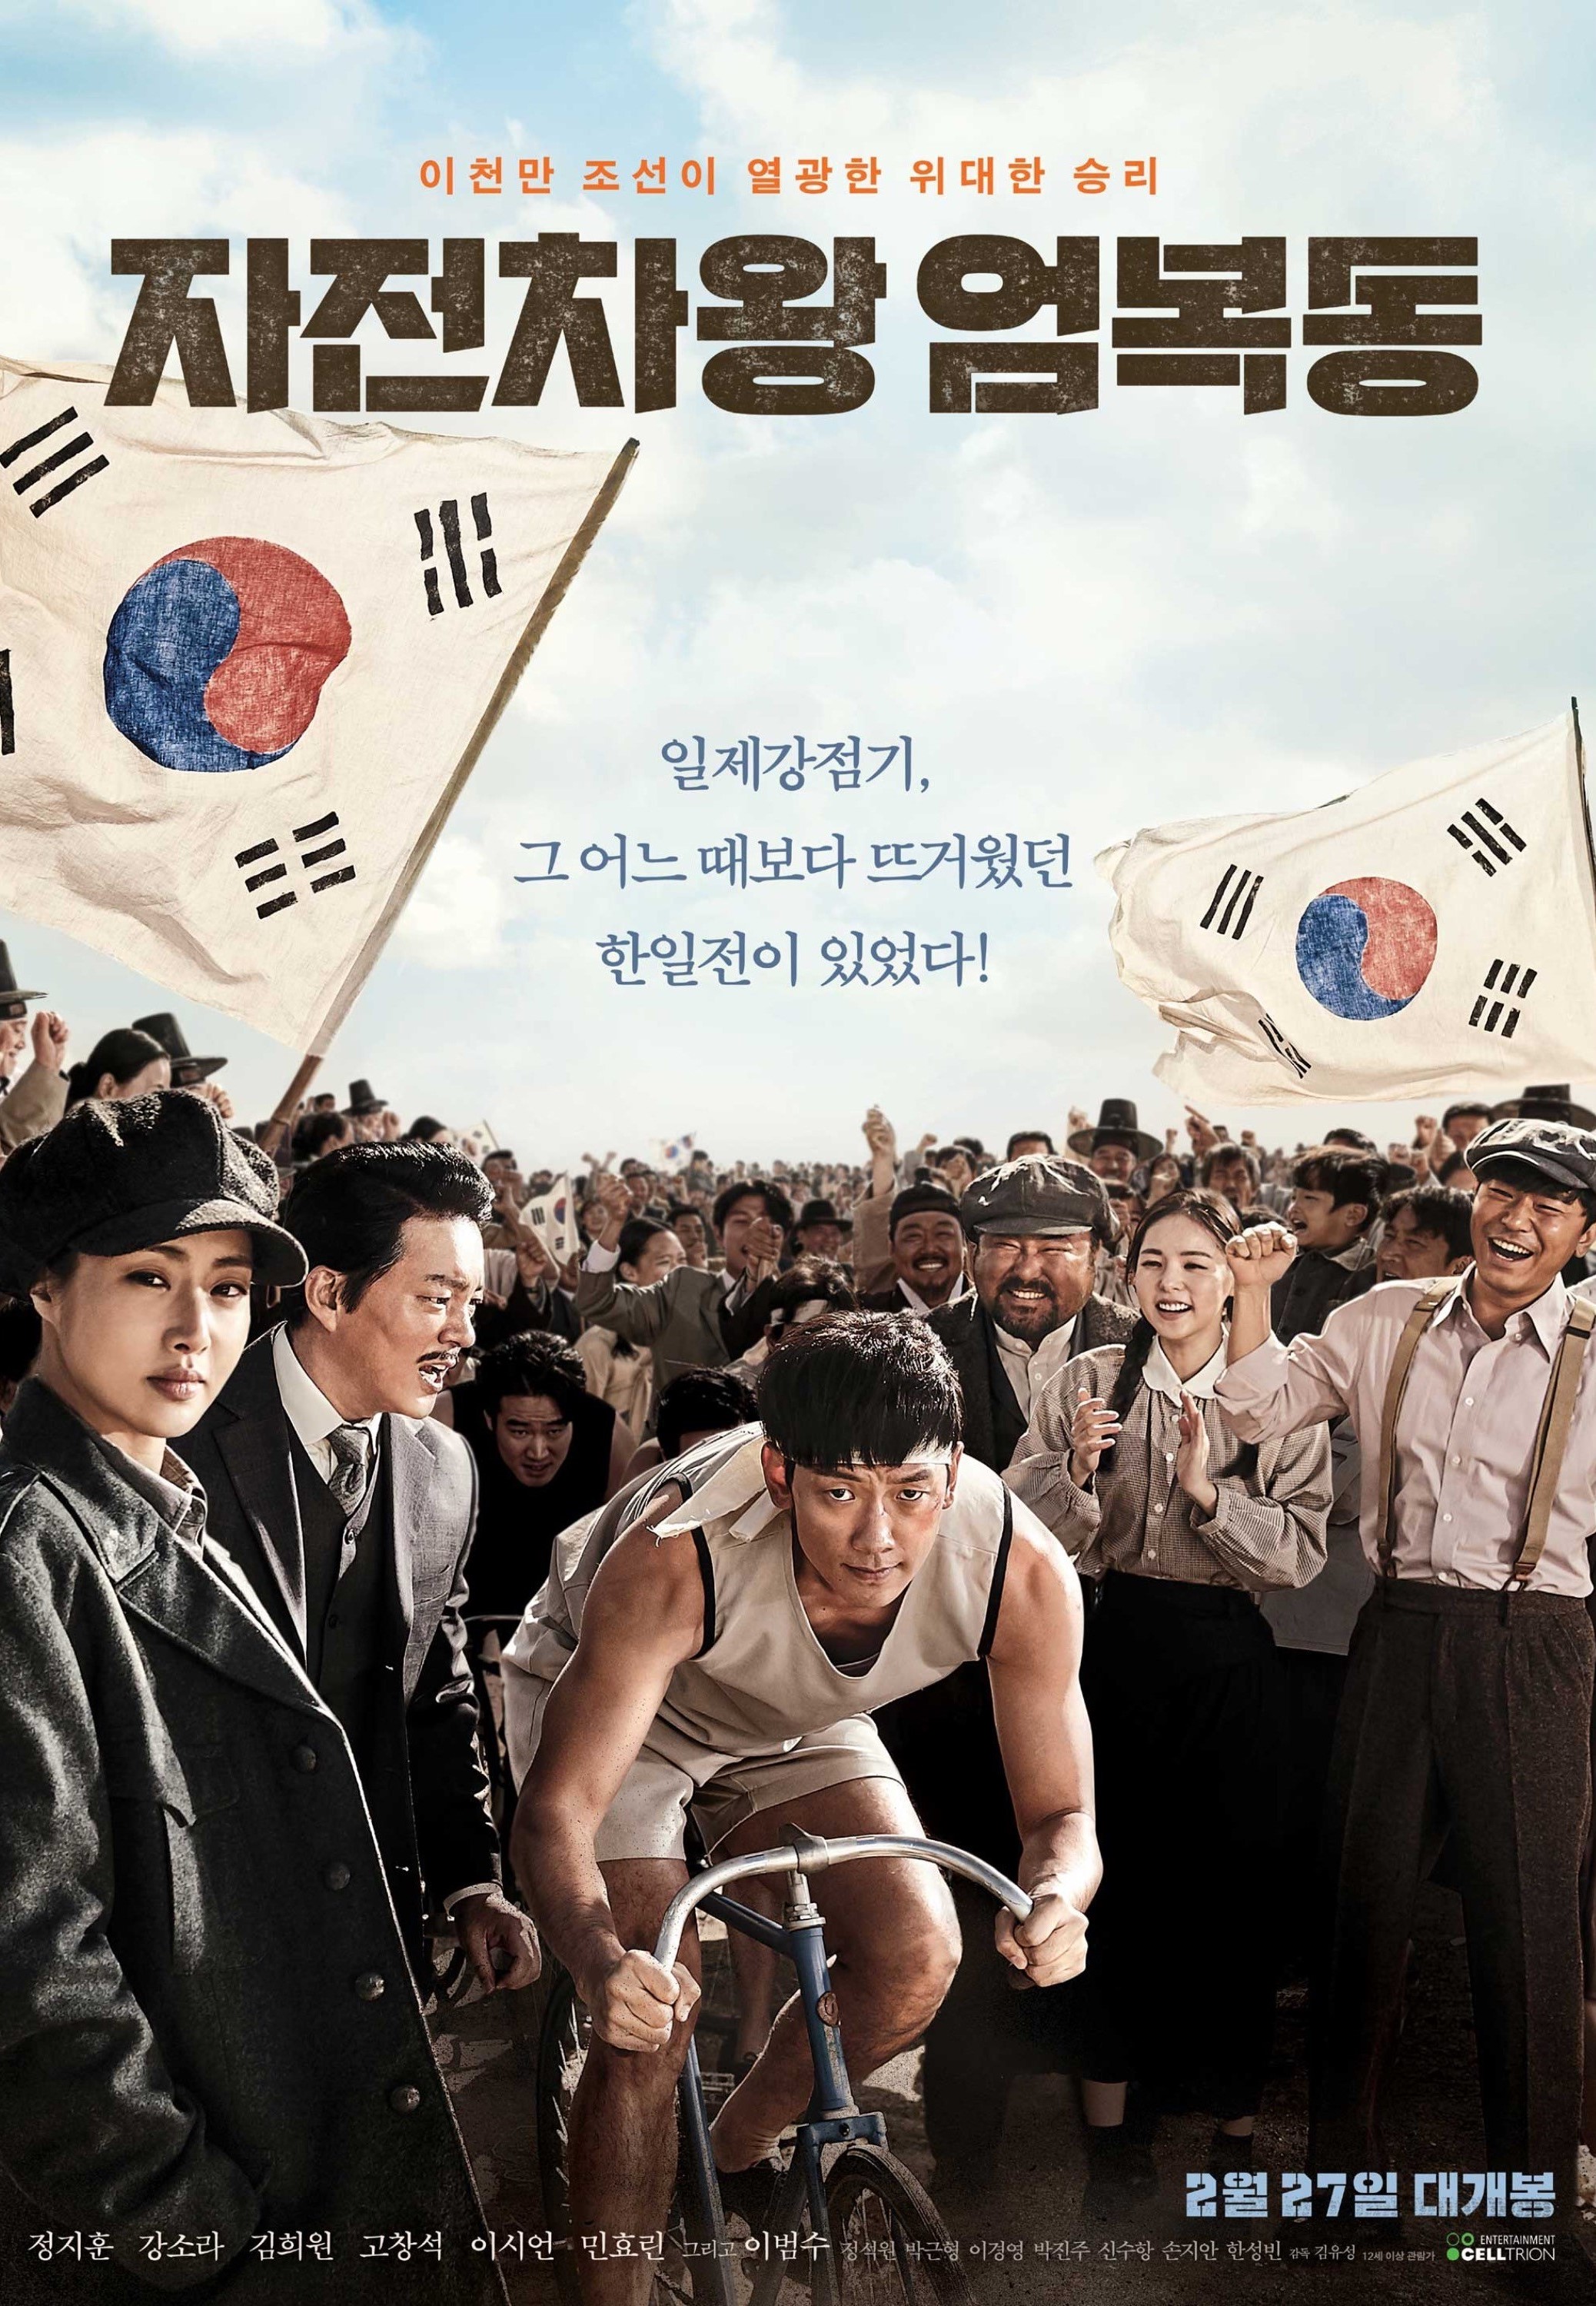 이천만 조선이 열광한 위대한 승리
자전차왕 엄복동
일제강점기,
그 어느 때보다 뜨거웠던
한일전이 있었다!
2월 27일 대개봉
정지훈 강소라 김희원 고창석 이시언 민효린 그리고 이범수 정석원 박근형 이경영 박진주 신수항 손지안 한성빈 감독 김유성 12세 이상 관람가
ENTERTAINMENT
CELLTRION